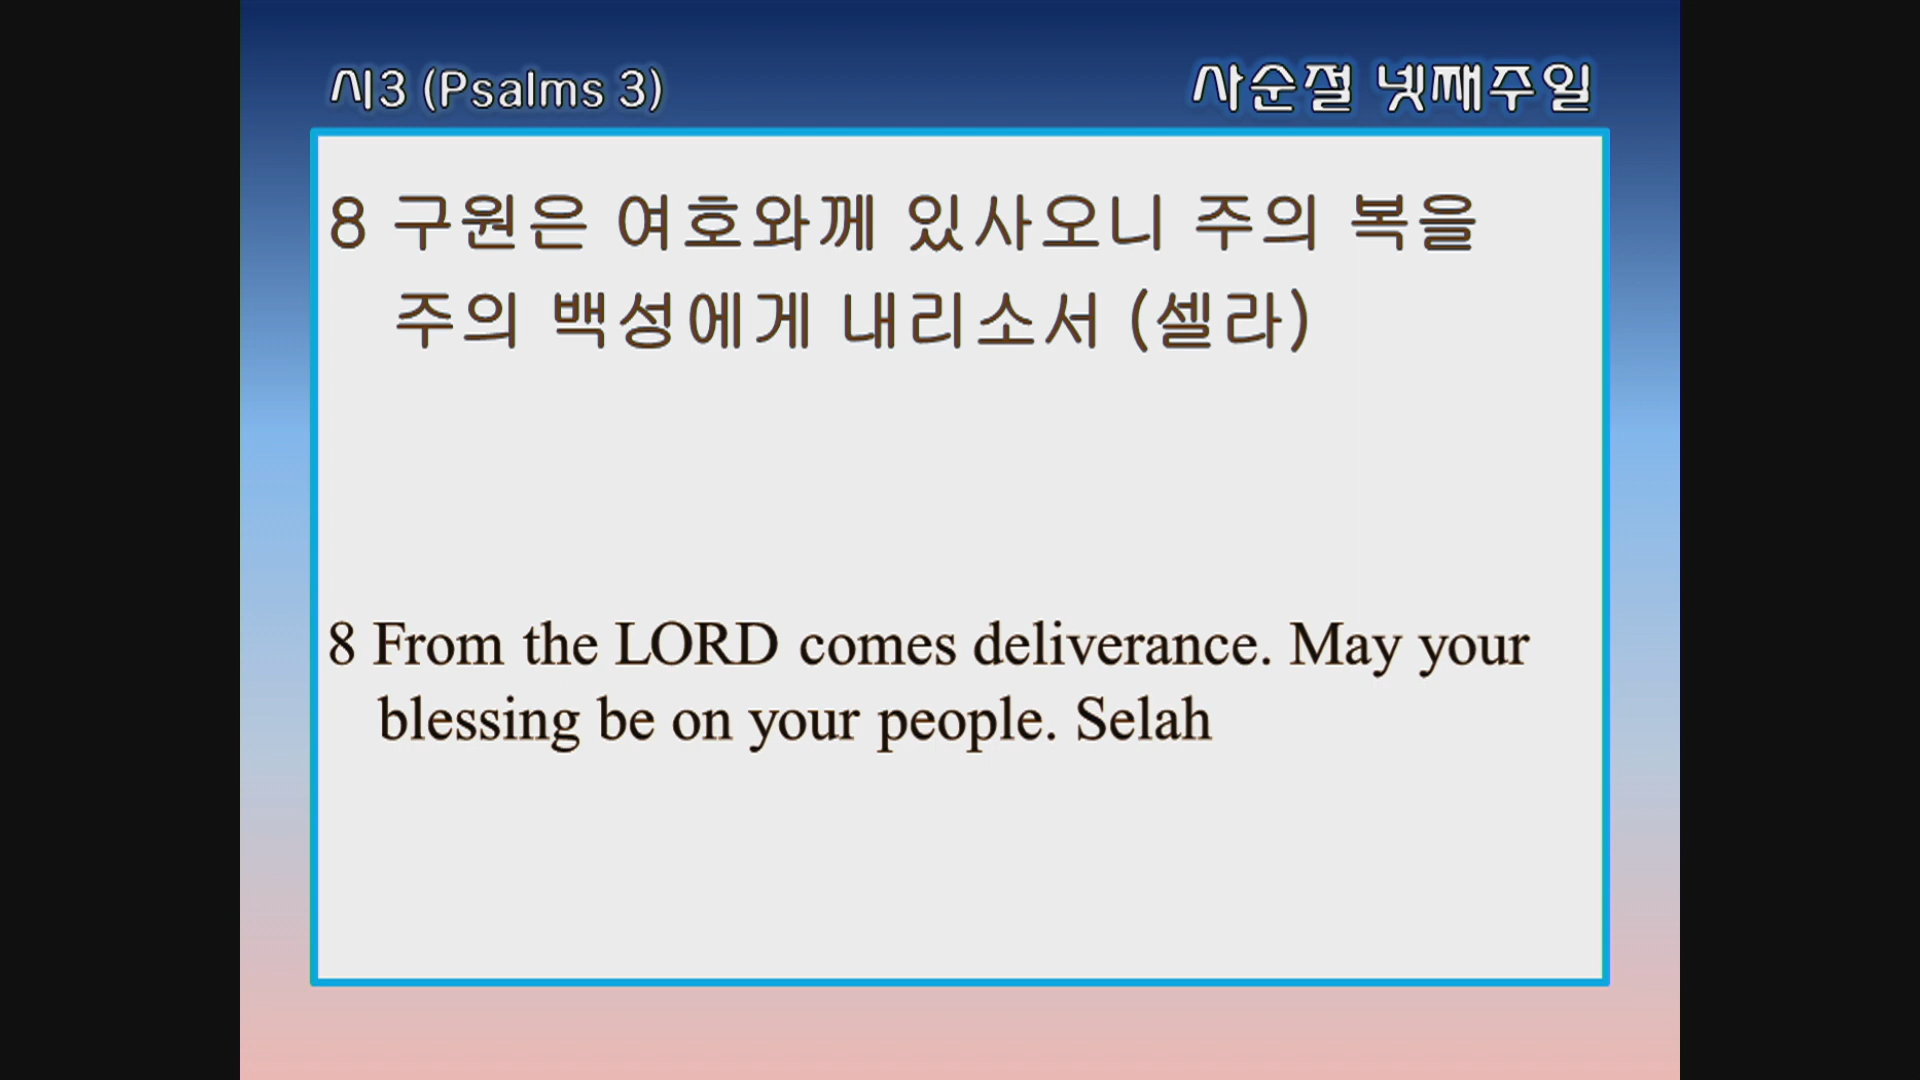 시3 (Psalms 3)
사순절 넷째주일
8 구원은 여호와께 있사오니 주의 복을
주의 백성에게 내리소서 (셀라)
8 From the LORD comes deliverance. May your
blessing be on your people. Selah